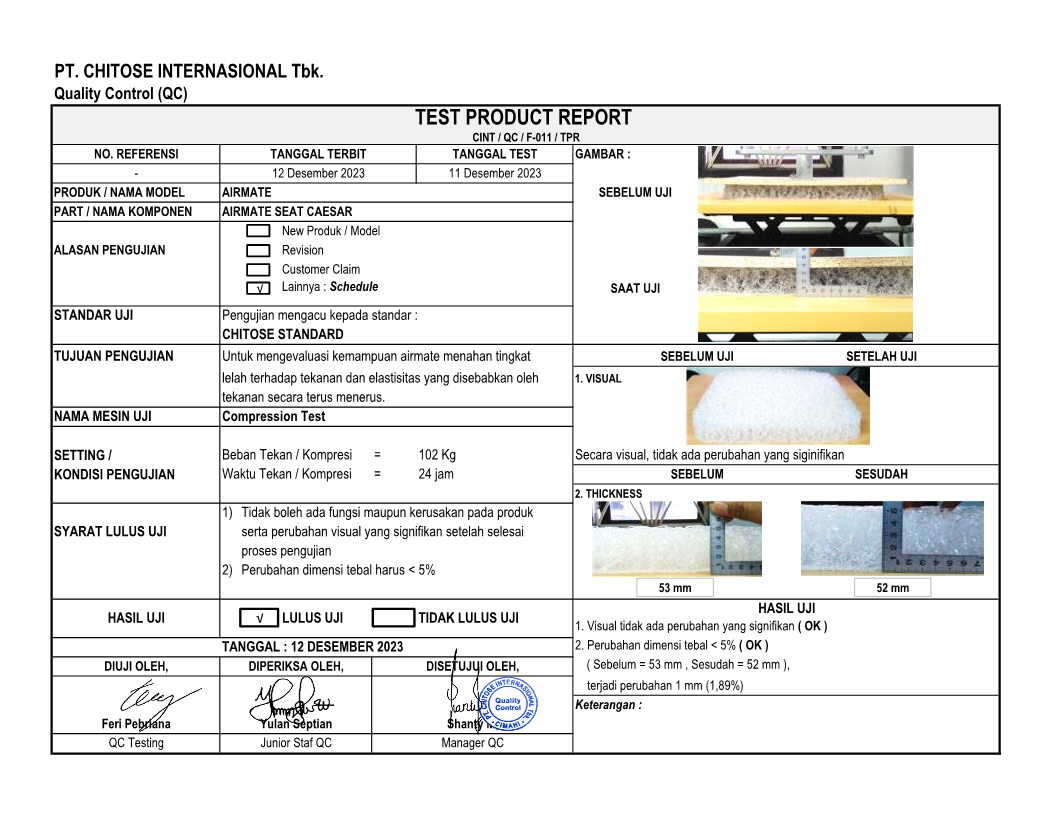 PT. CHITOSE INTERNASIONAL Tbk.
Quality Control (QC)
TEST PRODUCT REPORT
CINT / QC / F-011 / TPR
NO. REFERENSI TANGGAL TERBIT TANGGAL TEST
- 12 Desember 2023 11 Desember 2023
PRODUK / NAMA MODEL AIRMATE
PART / NAMA KOMPONEN AIRMATE SEAT CAESAR
ALASAN PENGUJIAN
New Produk / Model
Revision
Customer Claim
√ Lainnya : Schedule
STANDAR UJI Pengujian mengacu kepada standar :
CHITOSE STANDARD
TUJUAN PENGUJIAN Untuk mengevaluasi kemampuan airmate menahan tingkat
lelah terhadap tekanan dan elastisitas yang disebabkan oleh
tekanan secara terus menerus.
NAMA MESIN UJI Compression Test
SETTING / Beban Tekan / Kompresi = 102 Kg
KONDISI PENGUJIAN Waktu Tekan / Kompresi = 24 jam
SYARAT LULUS UJI
1) Tidak boleh ada fungsi maupun kerusakan pada produk
serta perubahan visual yang signifikan setelah selesai
proses pengujian
2) Perubahan dimensi tebal harus < 5%
HASIL UJI √ LULUS UJI TIDAK LULUS UJI
TANGGAL : 12 DESEMBER 2023
DIUJI OLEH, DIPERIKSA OLEH, DISETUJUI OLEH,
Feri Pebriana Yulan Septian Shanty
PT. CHITOSE INTERNASIONAL Tbk.
Quality
Control
CIMAHI
QC Testing Junior Staf QC Manager QC
GAMBAR :
SEBELUM UJI
SAAT UJI
SEBELUM UJI SETELAH UJI
1. VISUAL
Secara visual, tidak ada perubahan yang siginifikan
SEBELUM SESUDAH
2. THICKNESS
53 mm 52 mm
HASIL UJI
1. Visual tidak ada perubahan yang signifikan ( OK )
2. Perubahan dimensi tebal < 5% ( OK )
( Sebelum = 53 mm , Sesudah = 52 mm ),
terjadi perubahan 1 mm (1,89%)
Keterangan :